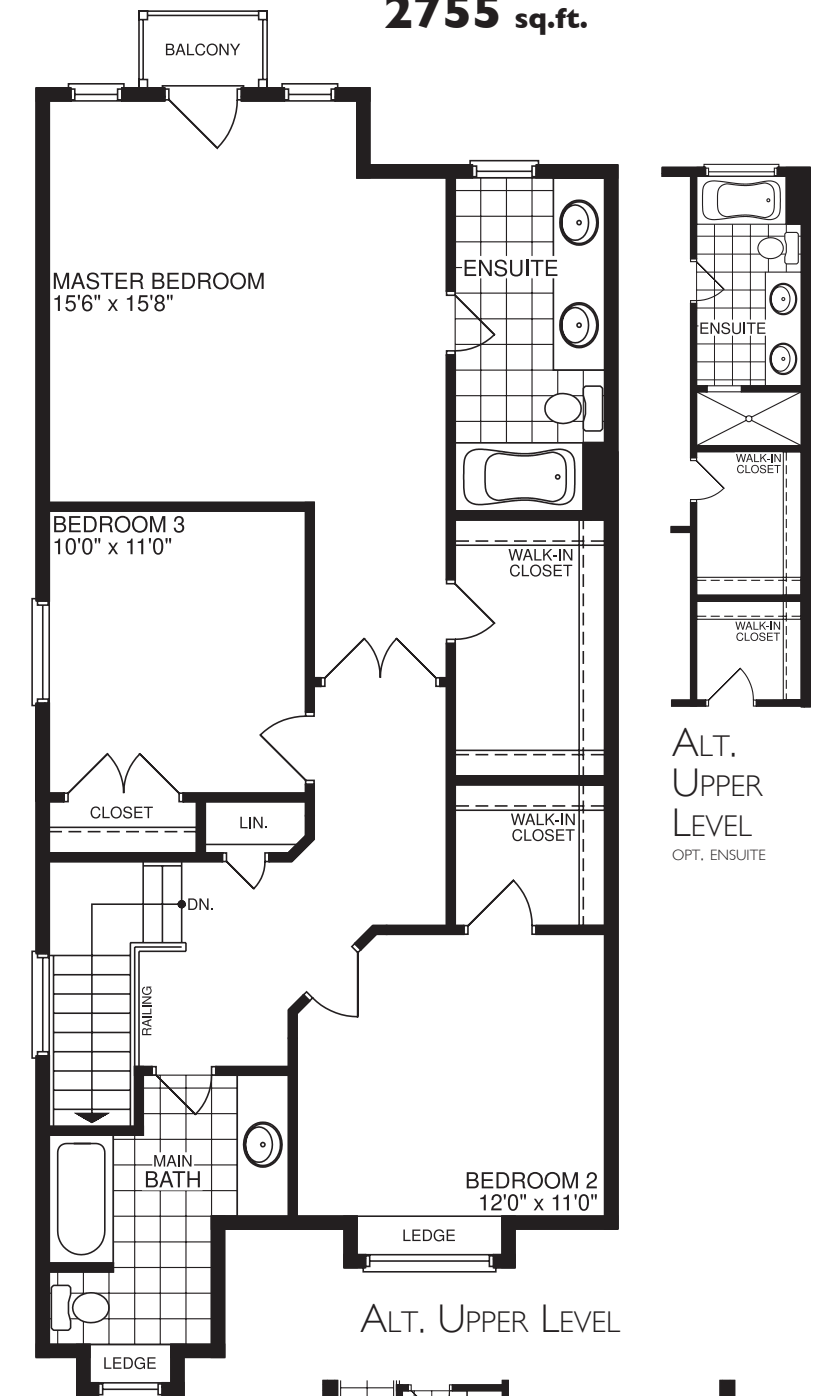 2755 sq.ft.
BALCONY
MASTER BEDROOM
15'6" x 15'8"
ENSUITE
BEDROOM 3
10'0" x 11'0"
WALK-IN
CLOSET
CLOSET
LIN.
WALK-IN
CLOSET
DN.
RAILING
MAIN
BATH
BEDROOM 2
12'0" x 11'0"
LEDGE
LEDGE
ALT. UPPER LEVEL
ENSUITE
WALK-IN
CLOSET
WALK-IN
CLOSET
ALT.
UPPER
LEVEL
OPT. ENSUITE